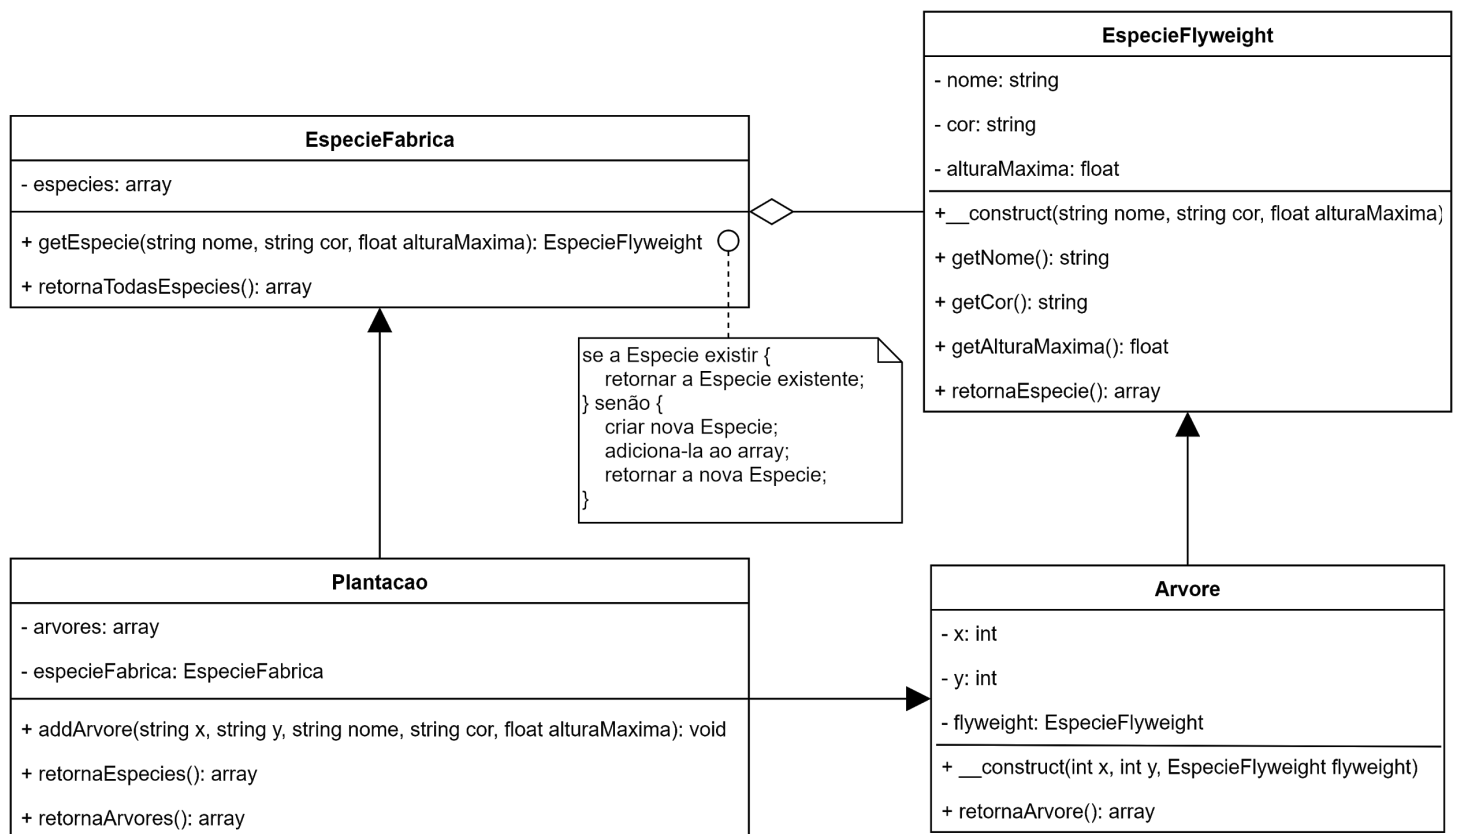 EspecieFabrica
- especies: array
+ getEspecie(string nome, string cor, float alturaMaxima): EspecieFlyweight
+ retornaTodasEspecies(): array
EspecieFlyweight
- nome: string
- cor: string
- alturaMaxima: float
+__construct(string nome, string cor, float alturaMaxima)
+ getNome(): string
+ getCor(): string
+ getAlturaMaxima(): float
+ retornaEspecie(): array
se a Especie existir {
retornar a Especie existente;
} senão {
criar nova Especie;
adiciona-la ao array;
retornar a nova Especie;
}
Plantacao
- arvores: array
- especieFabrica: EspecieFabrica
+ addArvore(string x, string y, string nome, string cor, float alturaMaxima): void
+ retornaEspecies(): array
+ retornaArvores(): array
Arvore
- x: int
- y: int
- flyweight: EspecieFlyweight
+ __construct(int x, int y, EspecieFlyweight flyweight)
+ retornaArvore(): array